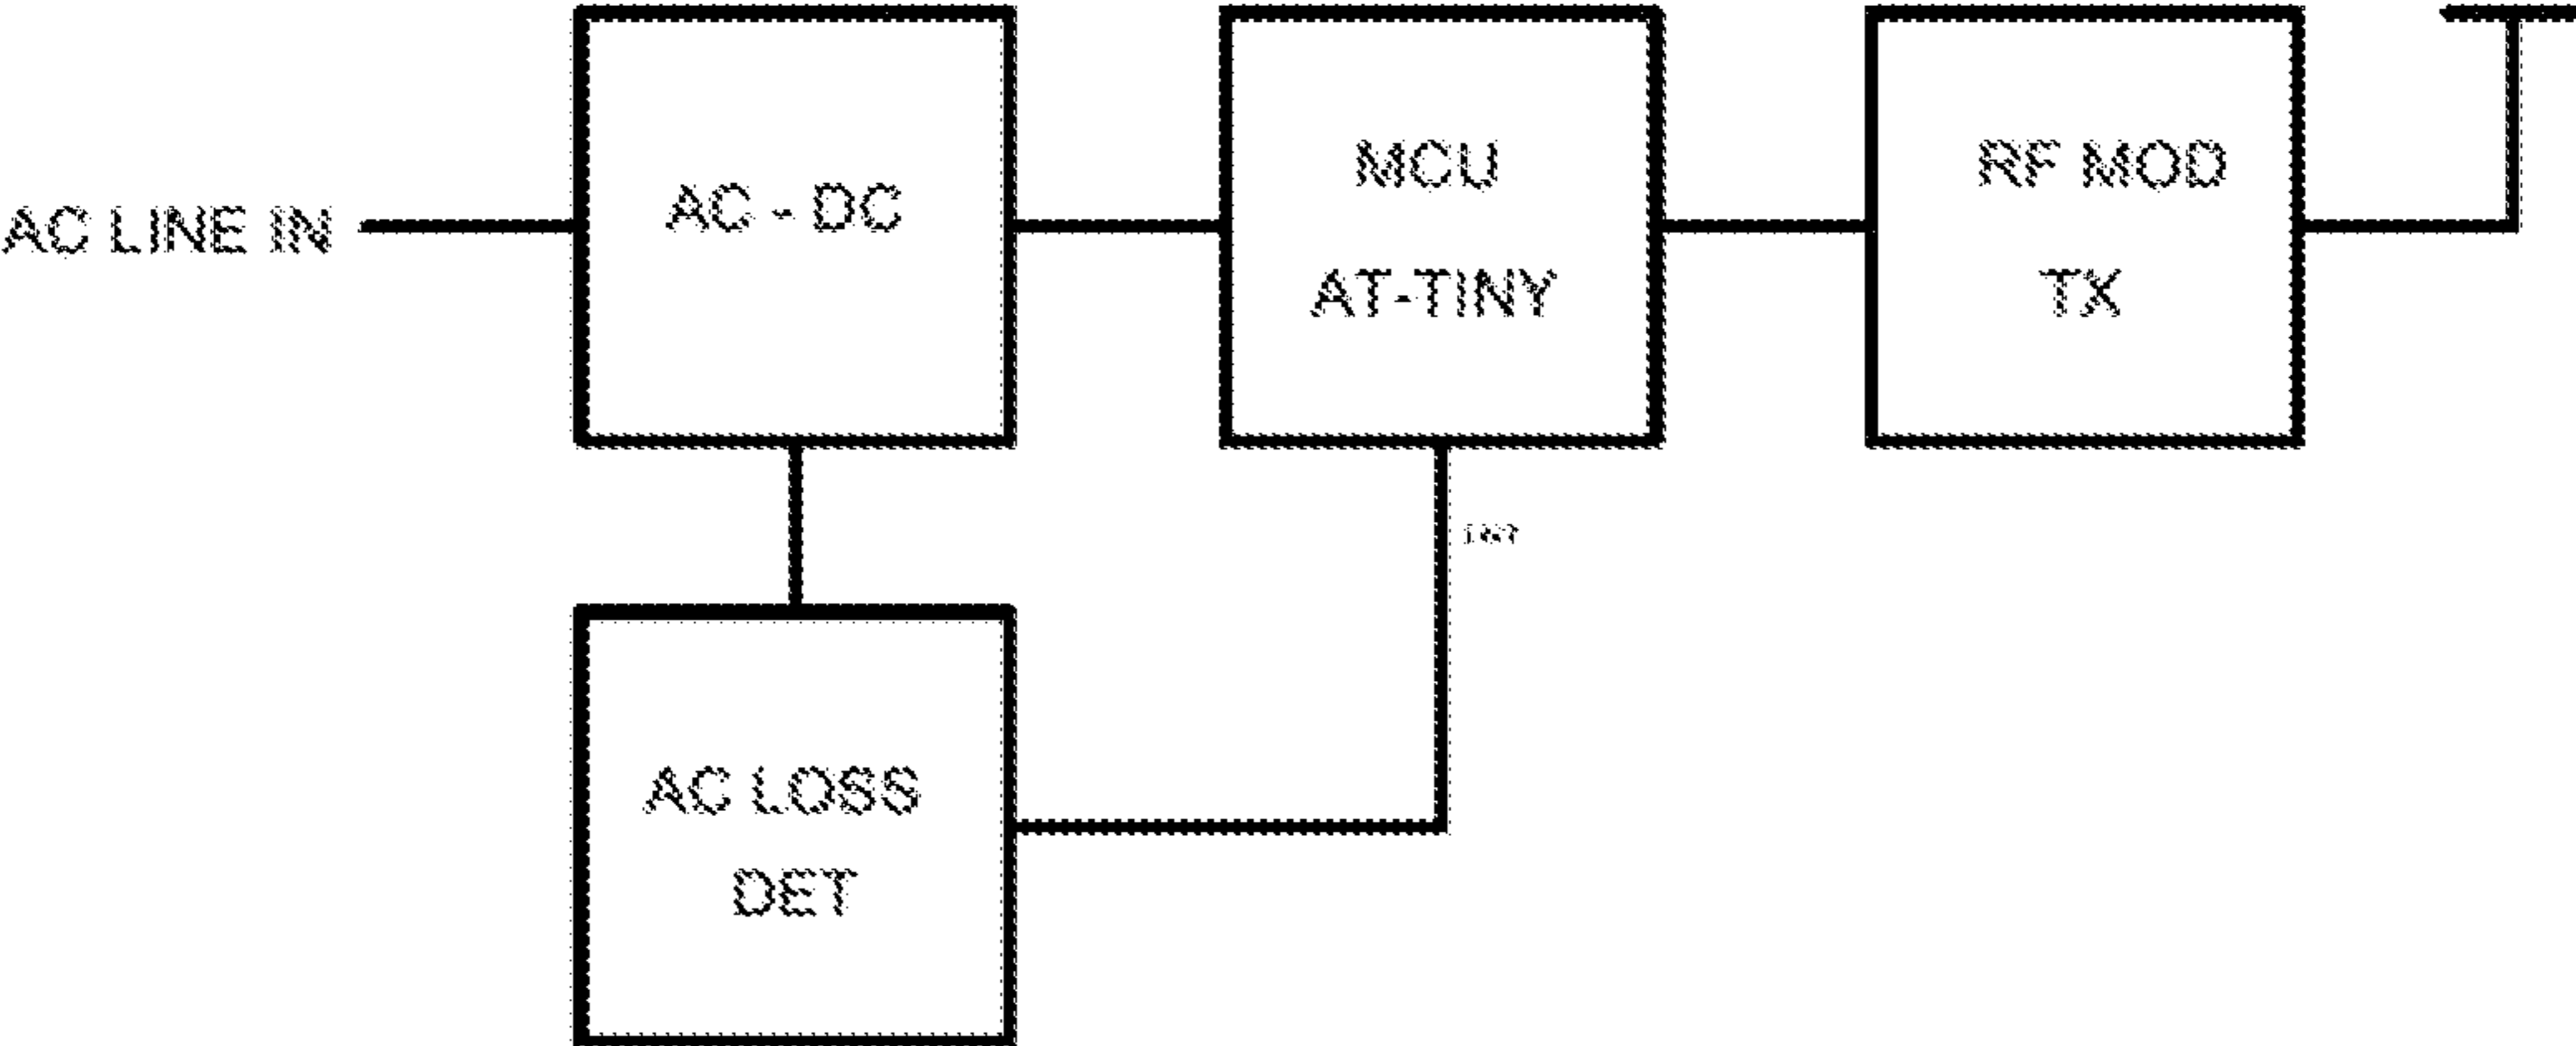 AC LINE IN
AC - DC
MCU
AT-TINY
RF MOD
TX
AC LOSS
DET